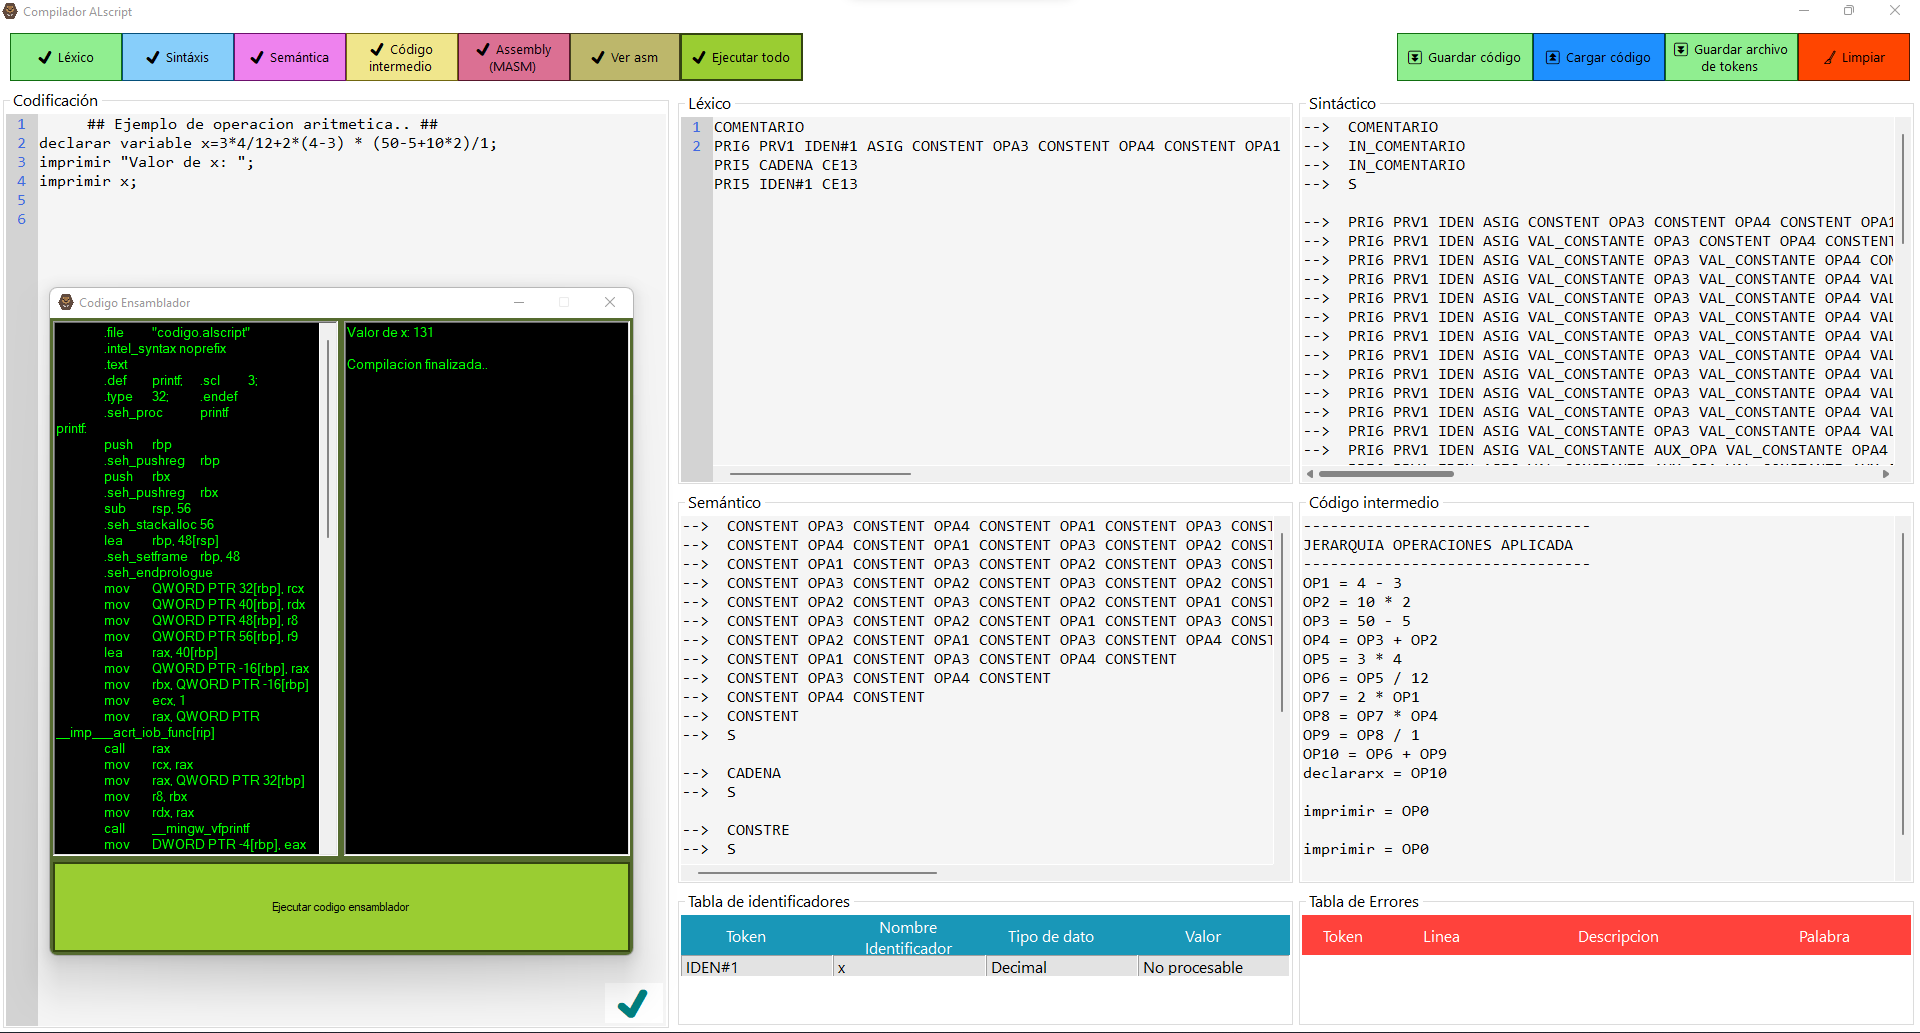 Compilador ALscript
Léxico
Sintáxis
Semántica
Código
intermedio
Assembly
(MASM)
Ver asm
Ejecutar todo
Guardar código
Cargar código
Guardar archivo
de tokens
Limpiar
Codificación
1 ## Ejemplo de operacion aritmetica.. ##
2 declarar variable x=3*4/12+2*(4-3) * (50-5+10*2)/1;
3 imprimir "Valor de x: ";
4 imprimir x;
5
6
Codigo Ensamblador
.file "codigo.alscript"
.intel_syntax noprefix
.text
.def printf; .scl 3;
.type 32; .endef
.seh_proc printf
printf:
push rbp
.seh_pushreg rbp
push rbx
.seh_pushreg rbx
sub rsp, 56
.seh_stackalloc 56
lea rbp, 48[rsp]
.seh_setframe rbp, 48
.seh_endprologue
mov QWORD PTR 32[rbp], rcx
mov QWORD PTR 40[rbp], rdx
mov QWORD PTR 48[rbp], r8
mov QWORD PTR 56[rbp], r9
lea rax, 40[rbp]
mov QWORD PTR -16[rbp], rax
mov rbx, QWORD PTR -16[rbp]
mov ecx, 1
mov rax, QWORD PTR
__imp___acrt_iob_func[rip]
call rax
mov rcx, rax
mov rax, QWORD PTR 32[rbp]
mov r8, rbx
mov rdx, rax
call __mingw_vfprintf
mov DWORD PTR -4[rbp], eax
Valor de x: 131
Compilacion finalizada..
Ejecutar codigo ensamblador
Léxico
1 COMENTARIO
2 PRI6 PRV1 IDEN#1 ASIG CONSTENT OPA3 CONSTENT OPA4 CONSTENT OPA1
PRI5 CADENA CE13
PRI5 IDEN#1 CE13
Sintáctico
--> COMENTARIO
--> IN_COMENTARIO
--> IN_COMENTARIO
--> S
--> PRI6 PRV1 IDEN ASIG CONSTENT OPA3 CONSTENT OPA4 CONSTENT OPA1
--> PRI6 PRV1 IDEN ASIG VAL_CONSTANTE OPA3 CONSTENT OPA4 CONSTENT
--> PRI6 PRV1 IDEN ASIG VAL_CONSTANTE OPA3 VAL_CONSTANTE OPA4 CON
--> PRI6 PRV1 IDEN ASIG VAL_CONSTANTE OPA3 VAL_CONSTANTE OPA4 VAL
--> PRI6 PRV1 IDEN ASIG VAL_CONSTANTE OPA3 VAL_CONSTANTE OPA4 VAL
--> PRI6 PRV1 IDEN ASIG VAL_CONSTANTE OPA3 VAL_CONSTANTE OPA4 VAL
--> PRI6 PRV1 IDEN ASIG VAL_CONSTANTE OPA3 VAL_CONSTANTE OPA4 VAL
--> PRI6 PRV1 IDEN ASIG VAL_CONSTANTE OPA3 VAL_CONSTANTE OPA4 VAL
--> PRI6 PRV1 IDEN ASIG VAL_CONSTANTE OPA3 VAL_CONSTANTE OPA4 VAL
--> PRI6 PRV1 IDEN ASIG VAL_CONSTANTE OPA3 VAL_CONSTANTE OPA4 VAL
--> PRI6 PRV1 IDEN ASIG VAL_CONSTANTE OPA3 VAL_CONSTANTE OPA4 VAL
--> PRI6 PRV1 IDEN ASIG VAL_CONSTANTE OPA3 VAL_CONSTANTE OPA4 VAL
--> PRI6 PRV1 IDEN ASIG VAL_CONSTANTE AUX_OPA VAL_CONSTANTE OPA4
Semántico
--> CONSTENT OPA3 CONSTENT OPA4 CONSTENT OPA1 CONSTENT OPA3 CONST
--> CONSTENT OPA4 CONSTENT OPA1 CONSTENT OPA3 CONSTENT OPA2 CONST
--> CONSTENT OPA1 CONSTENT OPA3 CONSTENT OPA2 CONSTENT OPA3 CONST
--> CONSTENT OPA3 CONSTENT OPA2 CONSTENT OPA3 CONSTENT OPA2 CONST
--> CONSTENT OPA2 CONSTENT OPA3 CONSTENT OPA2 CONSTENT OPA1 CONST
--> CONSTENT OPA3 CONSTENT OPA2 CONSTENT OPA1 CONSTENT OPA3 CONST
--> CONSTENT OPA2 CONSTENT OPA1 CONSTENT OPA3 CONSTENT OPA4 CONST
--> CONSTENT OPA1 CONSTENT OPA3 CONSTENT OPA4 CONSTENT
--> CONSTENT OPA3 CONSTENT OPA4 CONSTENT
--> CONSTENT OPA4 CONSTENT
--> CONSTENT
--> S
--> CADENA
--> S
--> CONSTRE
--> S
Código intermedio
--------------------------------
JERARQUIA OPERACIONES APLICADA
--------------------------------
OP1 = 4 - 3
OP2 = 10 * 2
OP3 = 50 - 5
OP4 = OP3 + OP2
OP5 = 3 * 4
OP6 = OP5 / 12
OP7 = 2 * OP1
OP8 = OP7 * OP4
OP9 = OP8 / 1
OP10 = OP6 + OP9
declararx = OP10
imprimir = OP0
imprimir = OP0
Tabla de identificadores
Token Nombre Identificador Tipo de dato Valor
IDEN#1 x Decimal No procesable
Tabla de Errores
Token Linea Descripcion Palabra